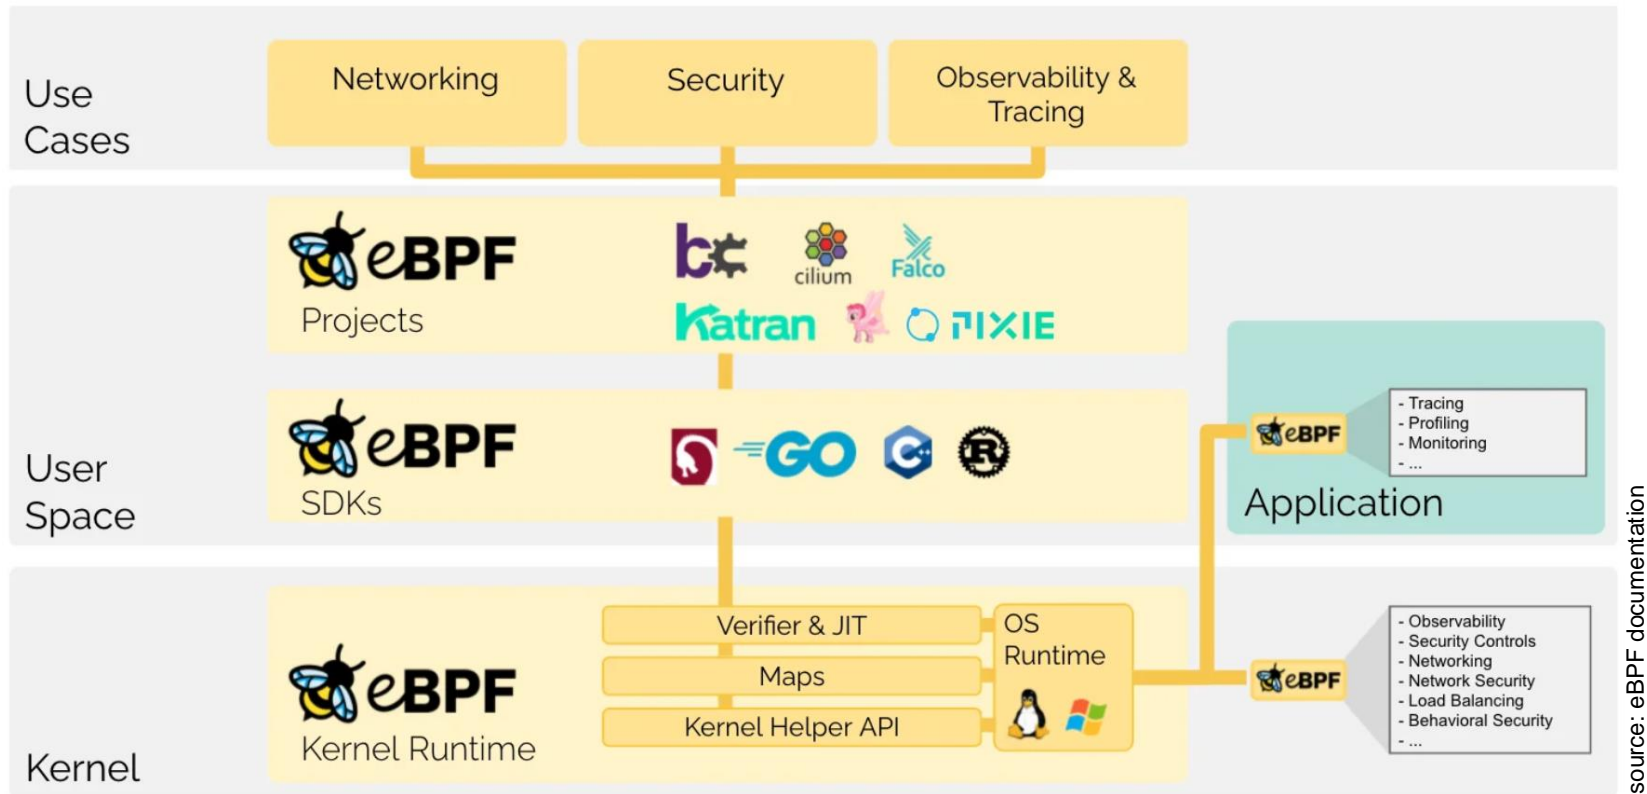 Use
Cases
Networking
Security
Observability &
Tracing
eBPF
Projects
bc
cilium
Falco
Katran
PIXIE
User
Space
eBPF
SDKs
GO
C++
R
eBPF
- Tracing
- Profiling
- Monitoring
- ...
Application
Kernel
eBPF
Kernel Runtime
Verifier & JIT
Maps
Kernel Helper API
OS
Runtime
eBPF
- Observability
- Security Controls
- Networking
- Network Security
- Load Balancing
- Behavioral Security
- ...
source: eBPF documentation